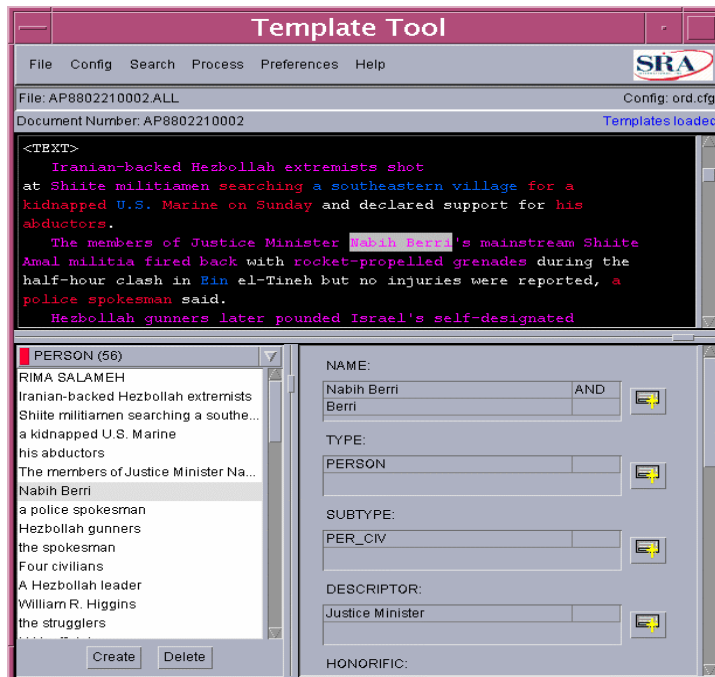 Template Tool
File Config Search Process Preferences Help
SRA
File: AP8802210002.ALL Config: ord.cfg
Document Number: AP8802210002 Templates loaded
<TEXT>
Iranian-backed Hezbollah extremists shot
at Shiite militiamen searching a southeastern village for a
kidnapped U.S. Marine on Sunday and declared support for his
abductors.
The members of Justice Minister Nabih Berri's mainstream Shiite
Amal militia fired back with rocket-propelled grenades during the
half-hour clash in Ein el-Tineh but no injuries were reported, a
police spokesman said.
Hezbollah gunners later pounded Israel's self-designated
PERSON (56)
RIMA SALAMEH
Iranian-backed Hezbollah extremists
Shiite militiamen searching a southe...
a kidnapped U.S. Marine
his abductors
The members of Justice Minister Na...
Nabih Berri
a police spokesman
Hezbollah gunners
the spokesman
Four civilians
A Hezbollah leader
William R. Higgins
the strugglers
Create Delete
NAME:
Nabih Berri AND
Berri
TYPE:
PERSON
SUBTYPE:
PER_CIV
DESCRIPTOR:
Justice Minister
HONORIFIC: